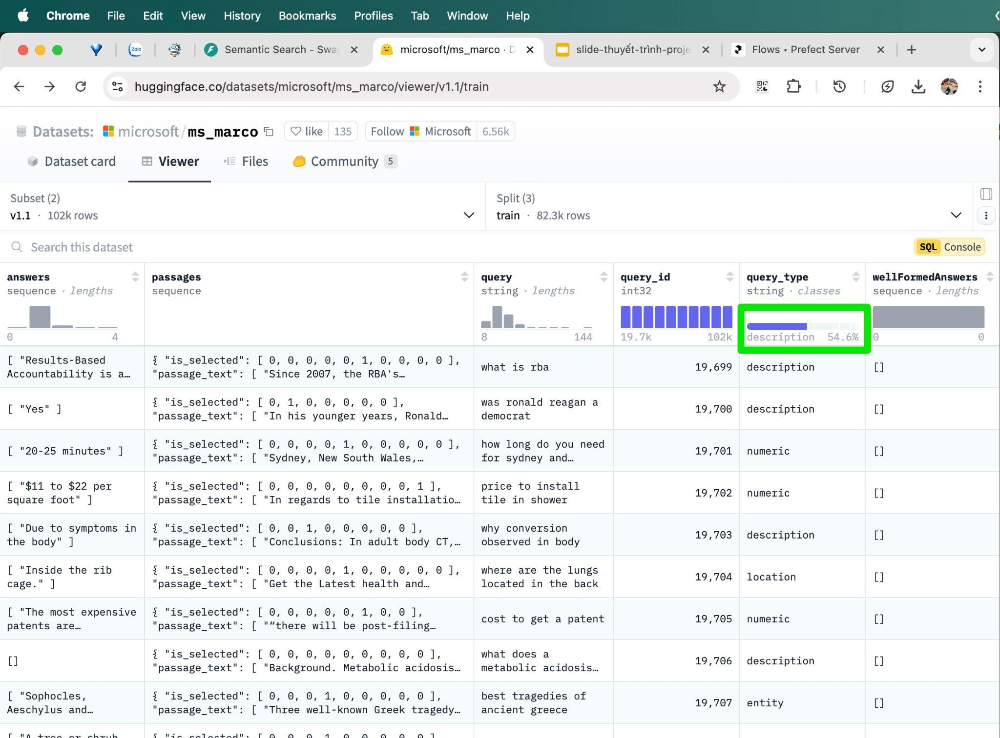 Chrome File Edit View History Bookmarks Profiles Tab Window Help
Zalo Semantic Search - Swag microsoft/ms_marco · D slide-thuyết-trình-proje Flows • Prefect Server
huggingface.co/datasets/microsoft/ms_marco/viewer/v1.1/train
Datasets: microsoft/ms_marco like 135 Follow Microsoft 6.56k
Dataset card Viewer Files Community 5
Subset (2)
v1.1 · 102k rows
Split (3)
train · 82.3k rows
Search this dataset
SQL Console
answers passages query query_id query_type wellFormedAnswers
sequence · lengths sequence string · lengths int32 string · classes sequence · lengths
0 4 8 144 19.7k 102k description 54.6% 0 0
[ "Results-Based { "is_selected": [ 0, 0, 0, 0, 0, 1, 0, 0, 0, 0 ],
what is rba 19,699 description []
Accountability is a… "passage_text": [ "Since 2007, the RBA's…
{ "is_selected": [ 0, 1, 0, 0, 0, 0, 0 ], was ronald reagan a
[ "Yes" ] 19,700 description []
"passage_text": [ "In his younger years, Ronald… democrat
{ "is_selected": [ 0, 0, 0, 0, 1, 0, 0, 0, 0, 0 ], how long do you need
[ "20-25 minutes" ] 19,701 numeric []
"passage_text": [ "Sydney, New South Wales,… for sydney and…
[ "$11 to $22 per { "is_selected": [ 0, 0, 0, 0, 0, 0, 0, 0, 1 ], price to install
19,702 numeric []
square foot" ] "passage_text": [ "In regards to tile installatio… tile in shower
[ "Due to symptoms in { "is_selected": [ 0, 0, 1, 0, 0, 0, 0, 0 ], why conversion
19,703 description []
the body" ] "passage_text": [ "Conclusions: In adult body CT,… observed in body
[ "Inside the rib { "is_selected": [ 0, 0, 0, 0, 1, 0, 0, 0, 0, 0 ], where are the lungs
19,704 location []
cage." ] "passage_text": [ "Get the Latest health and… located in the back
[ "The most expensive { "is_selected": [ 0, 0, 0, 0, 0, 1, 0, 0 ],
cost to get a patent 19,705 numeric []
patents are… "passage_text": [ "“there will be post-filing…
{ "is_selected": [ 0, 0, 0, 0, 0, 0, 0, 0, 0 ], what does a
[] 19,706 description []
"passage_text": [ "Background. Metabolic acidosis… metabolic acidosis…
[ "Sophocles, { "is_selected": [ 0, 0, 0, 1, 0, 0, 0, 0, 0 ], best tragedies of
19,707 entity []
Aeschylus and… "passage_text": [ "Three well-known Greek tragedy… ancient greece
[ "A tree or shrub { "is_selected": [ 0, 0, 0, 1, 0, 0, 0, 0, 0 ],